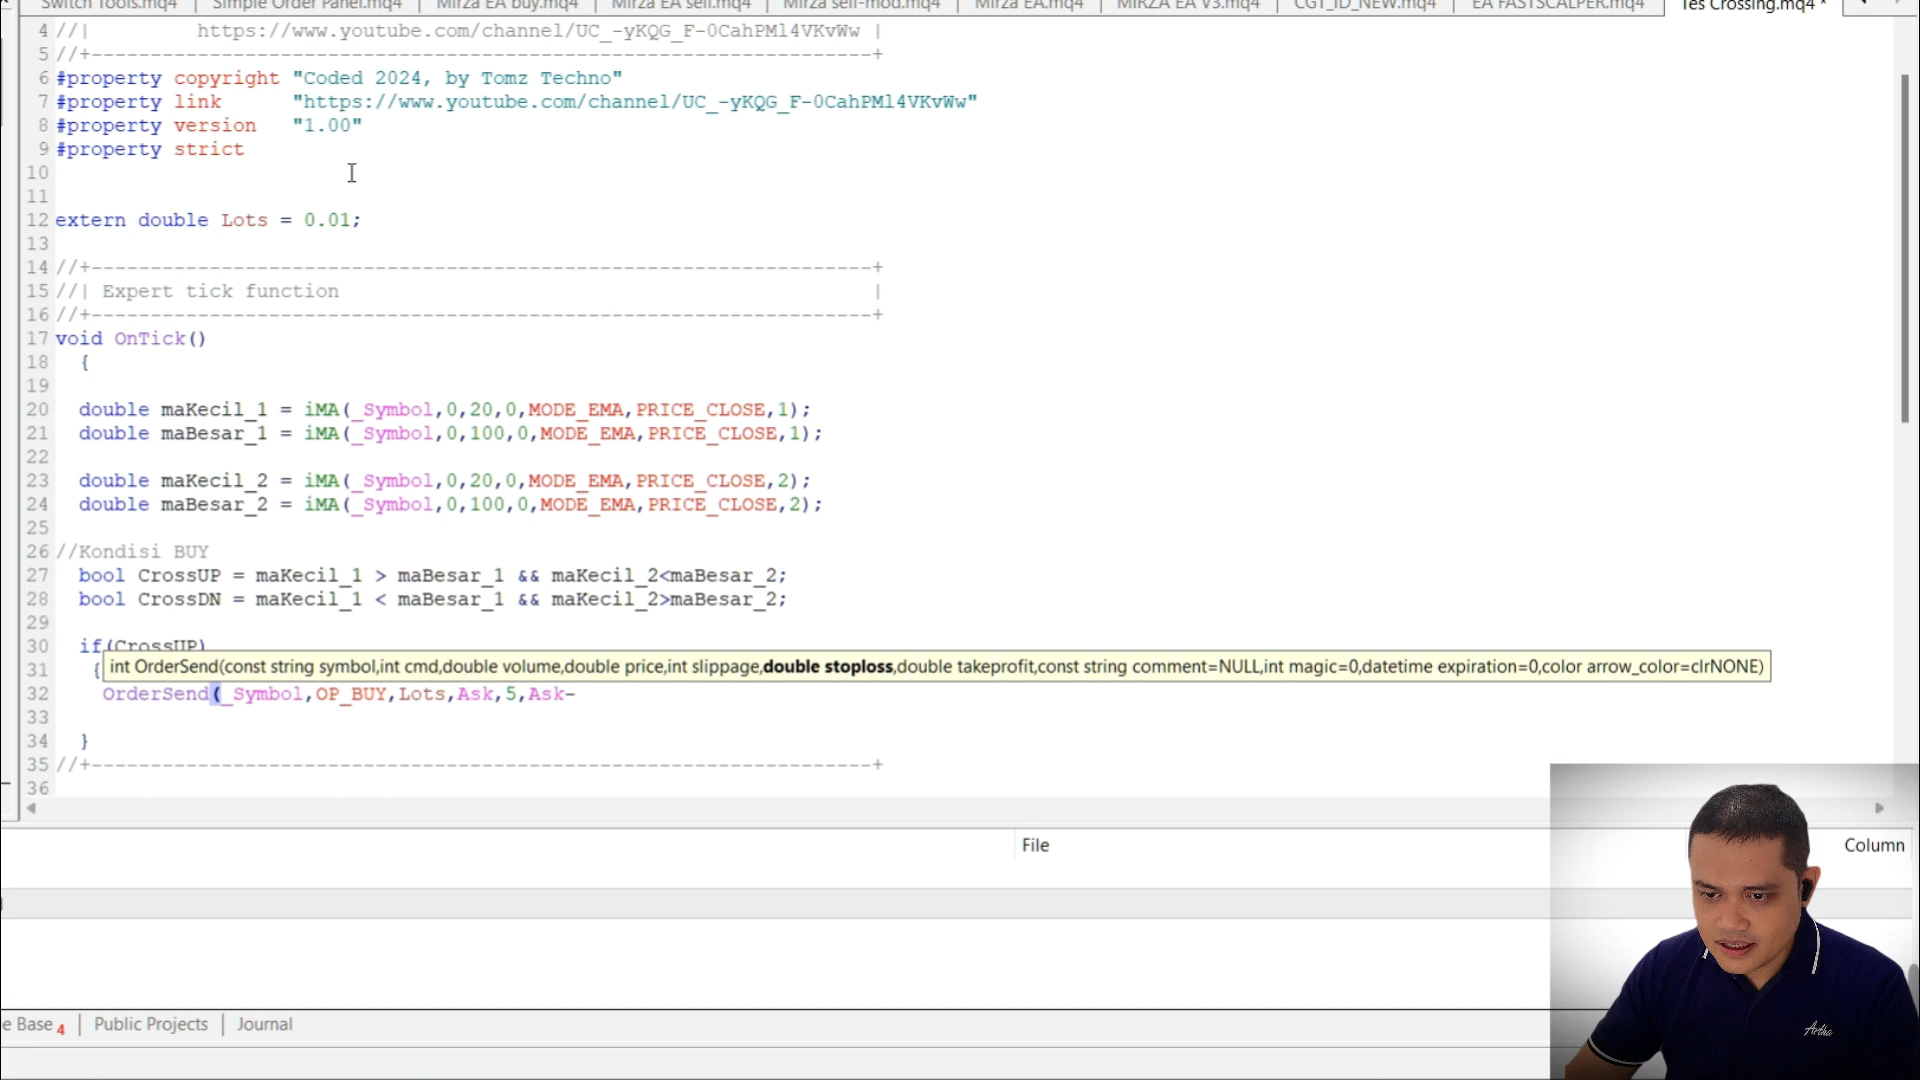 Switch Tools.mq4 | Simple Order Panel.mq4 | Mirza EA buy.mq4 | Mirza EA sell.mq4 | Mirza sell-mod.mq4 | Mirza EA.mq4 | MIRZA EA V3.mq4 | CGT_ID_NEW.mq4 | EA FASTSCALPER.mq4 | Tes Crossing.mq4 *
4 //| https://www.youtube.com/channel/UC_-yKQG_F-0CahPMl4VKvWw |
5 //+------------------------------------------------------------------+
6 #property copyright "Coded 2024, by Tomz Techno"
7 #property link "https://www.youtube.com/channel/UC_-yKQG_F-0CahPMl4VKvWw"
8 #property version "1.00"
9 #property strict
10
11
12 extern double Lots = 0.01;
13
14 //+------------------------------------------------------------------+
15 //| Expert tick function |
16 //+------------------------------------------------------------------+
17 void OnTick()
18 {
19
20 double maKecil_1 = iMA(_Symbol,0,20,0,MODE_EMA,PRICE_CLOSE,1);
21 double maBesar_1 = iMA(_Symbol,0,100,0,MODE_EMA,PRICE_CLOSE,1);
22
23 double maKecil_2 = iMA(_Symbol,0,20,0,MODE_EMA,PRICE_CLOSE,2);
24 double maBesar_2 = iMA(_Symbol,0,100,0,MODE_EMA,PRICE_CLOSE,2);
25
26 //Kondisi BUY
27 bool CrossUP = maKecil_1 > maBesar_1 && maKecil_2<maBesar_2;
28 bool CrossDN = maKecil_1 < maBesar_1 && maKecil_2>maBesar_2;
29
30 if(CrossUP)
31 {
int OrderSend(const string symbol,int cmd,double volume,double price,int slippage,double stoploss,double takeprofit,const string comment=NULL,int magic=0,datetime expiration=0,color arrow_color=clrNONE)
32 OrderSend(_Symbol,OP_BUY,Lots,Ask,5,Ask-
33
34 }
35 //+------------------------------------------------------------------+
36
File Column
e Base 4 | Public Projects | Journal
Artha